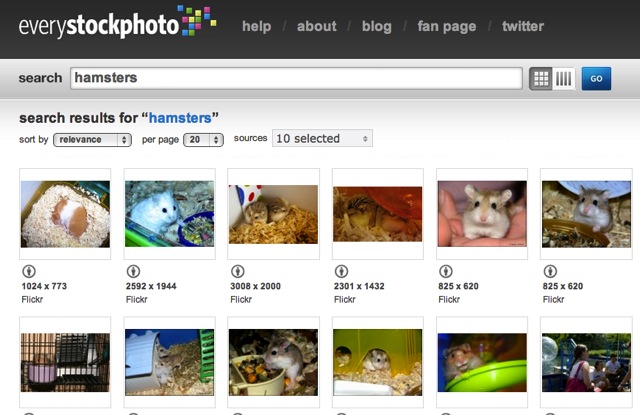 everystockphoto
help / about / blog / fan page / twitter
search hamsters GO
search results for “hamsters”
sort by relevance per page 20 sources 10 selected
1024 x 773 2592 x 1944 3008 x 2000 2301 x 1432 825 x 620 825 x 620
Flickr Flickr Flickr Flickr Flickr Flickr